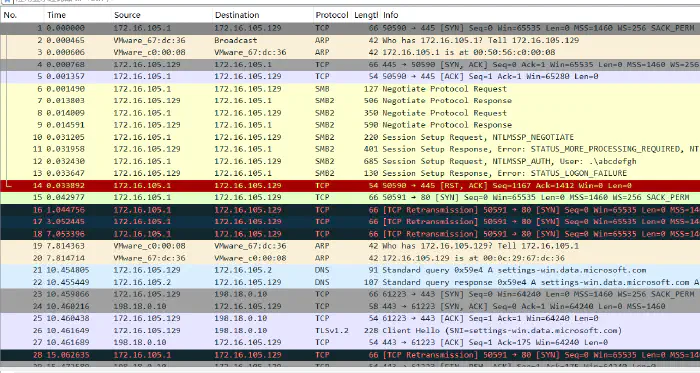 No. Time Source Destination Protocol Lengtl Info
1 0.000000 172.16.105.1 172.16.105.129 TCP 66 50590 → 445 [SYN] Seq=0 Win=65535 Len=0 MSS=1460 WS=256 SACK_PERM
2 0.000465 VMware_67:dc:36 Broadcast ARP 42 Who has 172.16.105.1? Tell 172.16.105.129
3 0.000606 VMware_c0:00:08 VMware_67:dc:36 ARP 42 172.16.105.1 is at 00:50:56:c0:00:08
4 0.000768 172.16.105.129 172.16.105.1 TCP 66 445 → 50590 [SYN, ACK] Seq=0 Ack=1 Win=65535 Len=0 MSS=1460 WS=256
5 0.001357 172.16.105.1 172.16.105.129 TCP 54 50590 → 445 [ACK] Seq=1 Ack=1 Win=65280 Len=0
6 0.001490 172.16.105.1 172.16.105.129 SMB2 127 Negotiate Protocol Request
7 0.013803 172.16.105.129 172.16.105.1 SMB2 506 Negotiate Protocol Response
8 0.014009 172.16.105.1 172.16.105.129 SMB2 350 Negotiate Protocol Request
9 0.014591 172.16.105.129 172.16.105.1 SMB2 590 Negotiate Protocol Response
10 0.031205 172.16.105.1 172.16.105.129 SMB2 220 Session Setup Request, NTLMSSP_NEGOTIATE
11 0.031958 172.16.105.129 172.16.105.1 SMB2 401 Session Setup Response, Error: STATUS_MORE_PROCESSING_REQUIRED, NT
12 0.032430 172.16.105.1 172.16.105.129 SMB2 685 Session Setup Request, NTLMSSP_AUTH, User: .\abcdefgh
13 0.033647 172.16.105.129 172.16.105.1 SMB2 130 Session Setup Response, Error: STATUS_LOGON_FAILURE
14 0.033892 172.16.105.1 172.16.105.129 TCP 54 50590 → 445 [RST, ACK] Seq=1167 Ack=1412 Win=0 Len=0
15 0.042977 172.16.105.1 172.16.105.129 TCP 66 50591 → 80 [SYN] Seq=0 Win=65535 Len=0 MSS=1460 WS=256 SACK_PERM
16 1.044756 172.16.105.1 172.16.105.129 TCP 66 [TCP Retransmission] 50591 → 80 [SYN] Seq=0 Win=65535 Len=0 MSS=14
17 3.052445 172.16.105.1 172.16.105.129 TCP 66 [TCP Retransmission] 50591 → 80 [SYN] Seq=0 Win=65535 Len=0 MSS=14
18 7.053396 172.16.105.1 172.16.105.129 TCP 66 [TCP Retransmission] 50591 → 80 [SYN] Seq=0 Win=65535 Len=0 MSS=14
19 7.814363 VMware_c0:00:08 VMware_67:dc:36 ARP 42 Who has 172.16.105.129? Tell 172.16.105.1
20 7.814714 VMware_67:dc:36 VMware_c0:00:08 ARP 42 172.16.105.129 is at 00:0c:29:67:dc:36
21 10.454805 172.16.105.129 172.16.105.2 DNS 91 Standard query 0x59e4 A settings-win.data.microsoft.com
22 10.455449 172.16.105.2 172.16.105.129 DNS 107 Standard query response 0x59e4 A settings-win.data.microsoft.com A
23 10.459866 172.16.105.129 198.18.0.10 TCP 66 61223 → 443 [SYN] Seq=0 Win=64240 Len=0 MSS=1460 WS=256 SACK_PERM
24 10.460216 198.18.0.10 172.16.105.129 TCP 58 443 → 61223 [SYN, ACK] Seq=0 Ack=1 Win=64240 Len=0 MSS=1460
25 10.460438 172.16.105.129 198.18.0.10 TCP 54 61223 → 443 [ACK] Seq=1 Ack=1 Win=64240 Len=0
26 10.461649 172.16.105.129 198.18.0.10 TLSv1.2 228 Client Hello (SNI=settings-win.data.microsoft.com)
27 10.461689 198.18.0.10 172.16.105.129 TCP 54 443 → 61223 [ACK] Seq=1 Ack=175 Win=64240 Len=0
28 15.062635 172.16.105.1 172.16.105.129 TCP 66 [TCP Retransmission] 50591 → 80 [SYN] Seq=0 Win=65535 Len=0 MSS=14